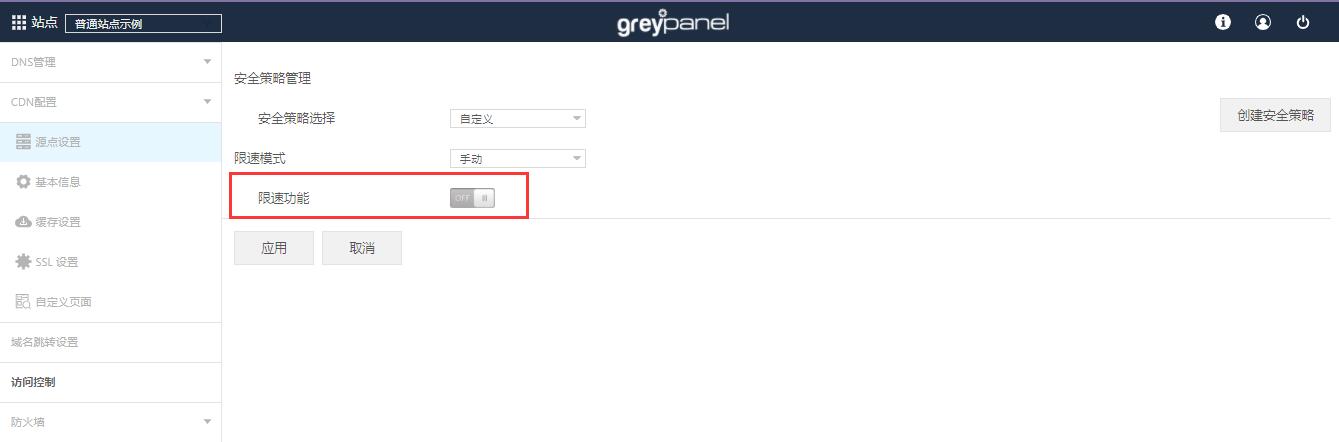 站点 普通站点示例 greypanel
DNS管理
CDN配置
源点设置
基本信息
缓存设置
SSL 设置
自定义页面
域名跳转设置
访问控制
防火墙
安全策略管理
安全策略选择 自定义 创建安全策略
限速模式 手动
限速功能 OFF
应用 取消